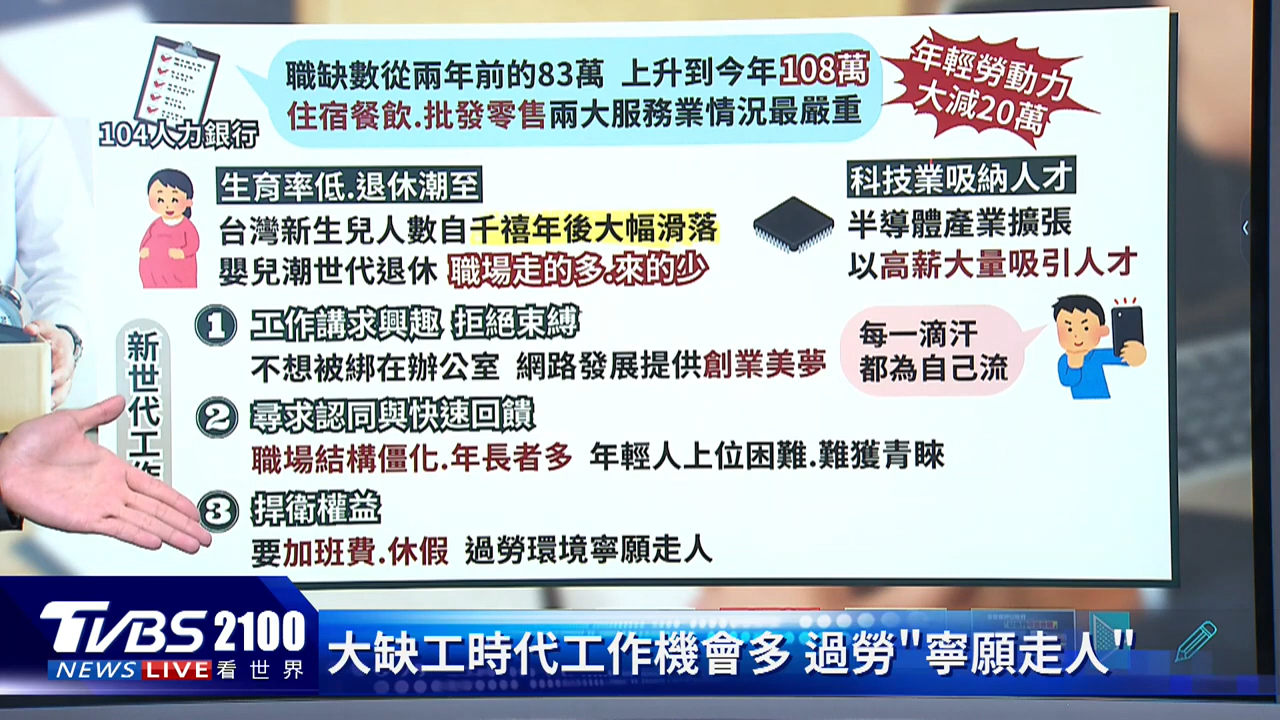 104人力銀行
職缺數從兩年前的83萬 上升到今年108萬
住宿餐飲.批發零售兩大服務業情況最嚴重
年輕勞動力
大減20萬
生育率低.退休潮至
台灣新生兒人數自千禧年後大幅滑落
嬰兒潮世代退休 職場走的多.來的少
科技業吸納人才
半導體產業擴張
以高薪大量吸引人才
新世代工作
1 工作講求興趣 拒絕束縛
不想被綁在辦公室 網路發展提供創業美夢
每一滴汗
都為自己流
2 尋求認同與快速回饋
職場結構僵化.年長者多 年輕人上位困難.難獲青睞
3 捍衛權益
要加班費.休假 過勞環境寧願走人
TVBS 2100
NEWS LIVE 看世界
大缺工時代工作機會多 過勞"寧願走人"